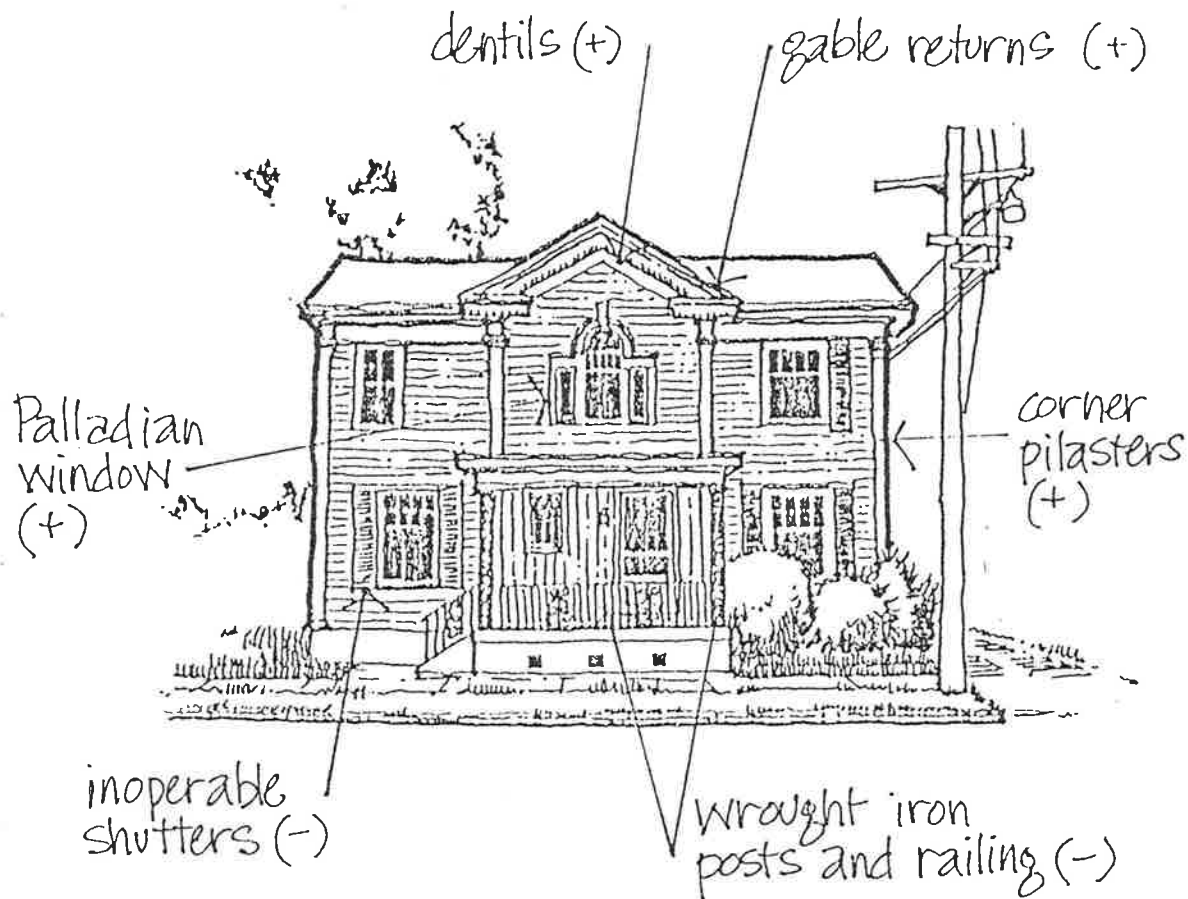 dentils (+)
gable returns (+)
Palladian
window
(+)
corner
pilasters
(+)
inoperable
shutters (-)
wrought iron
posts and railing (-)